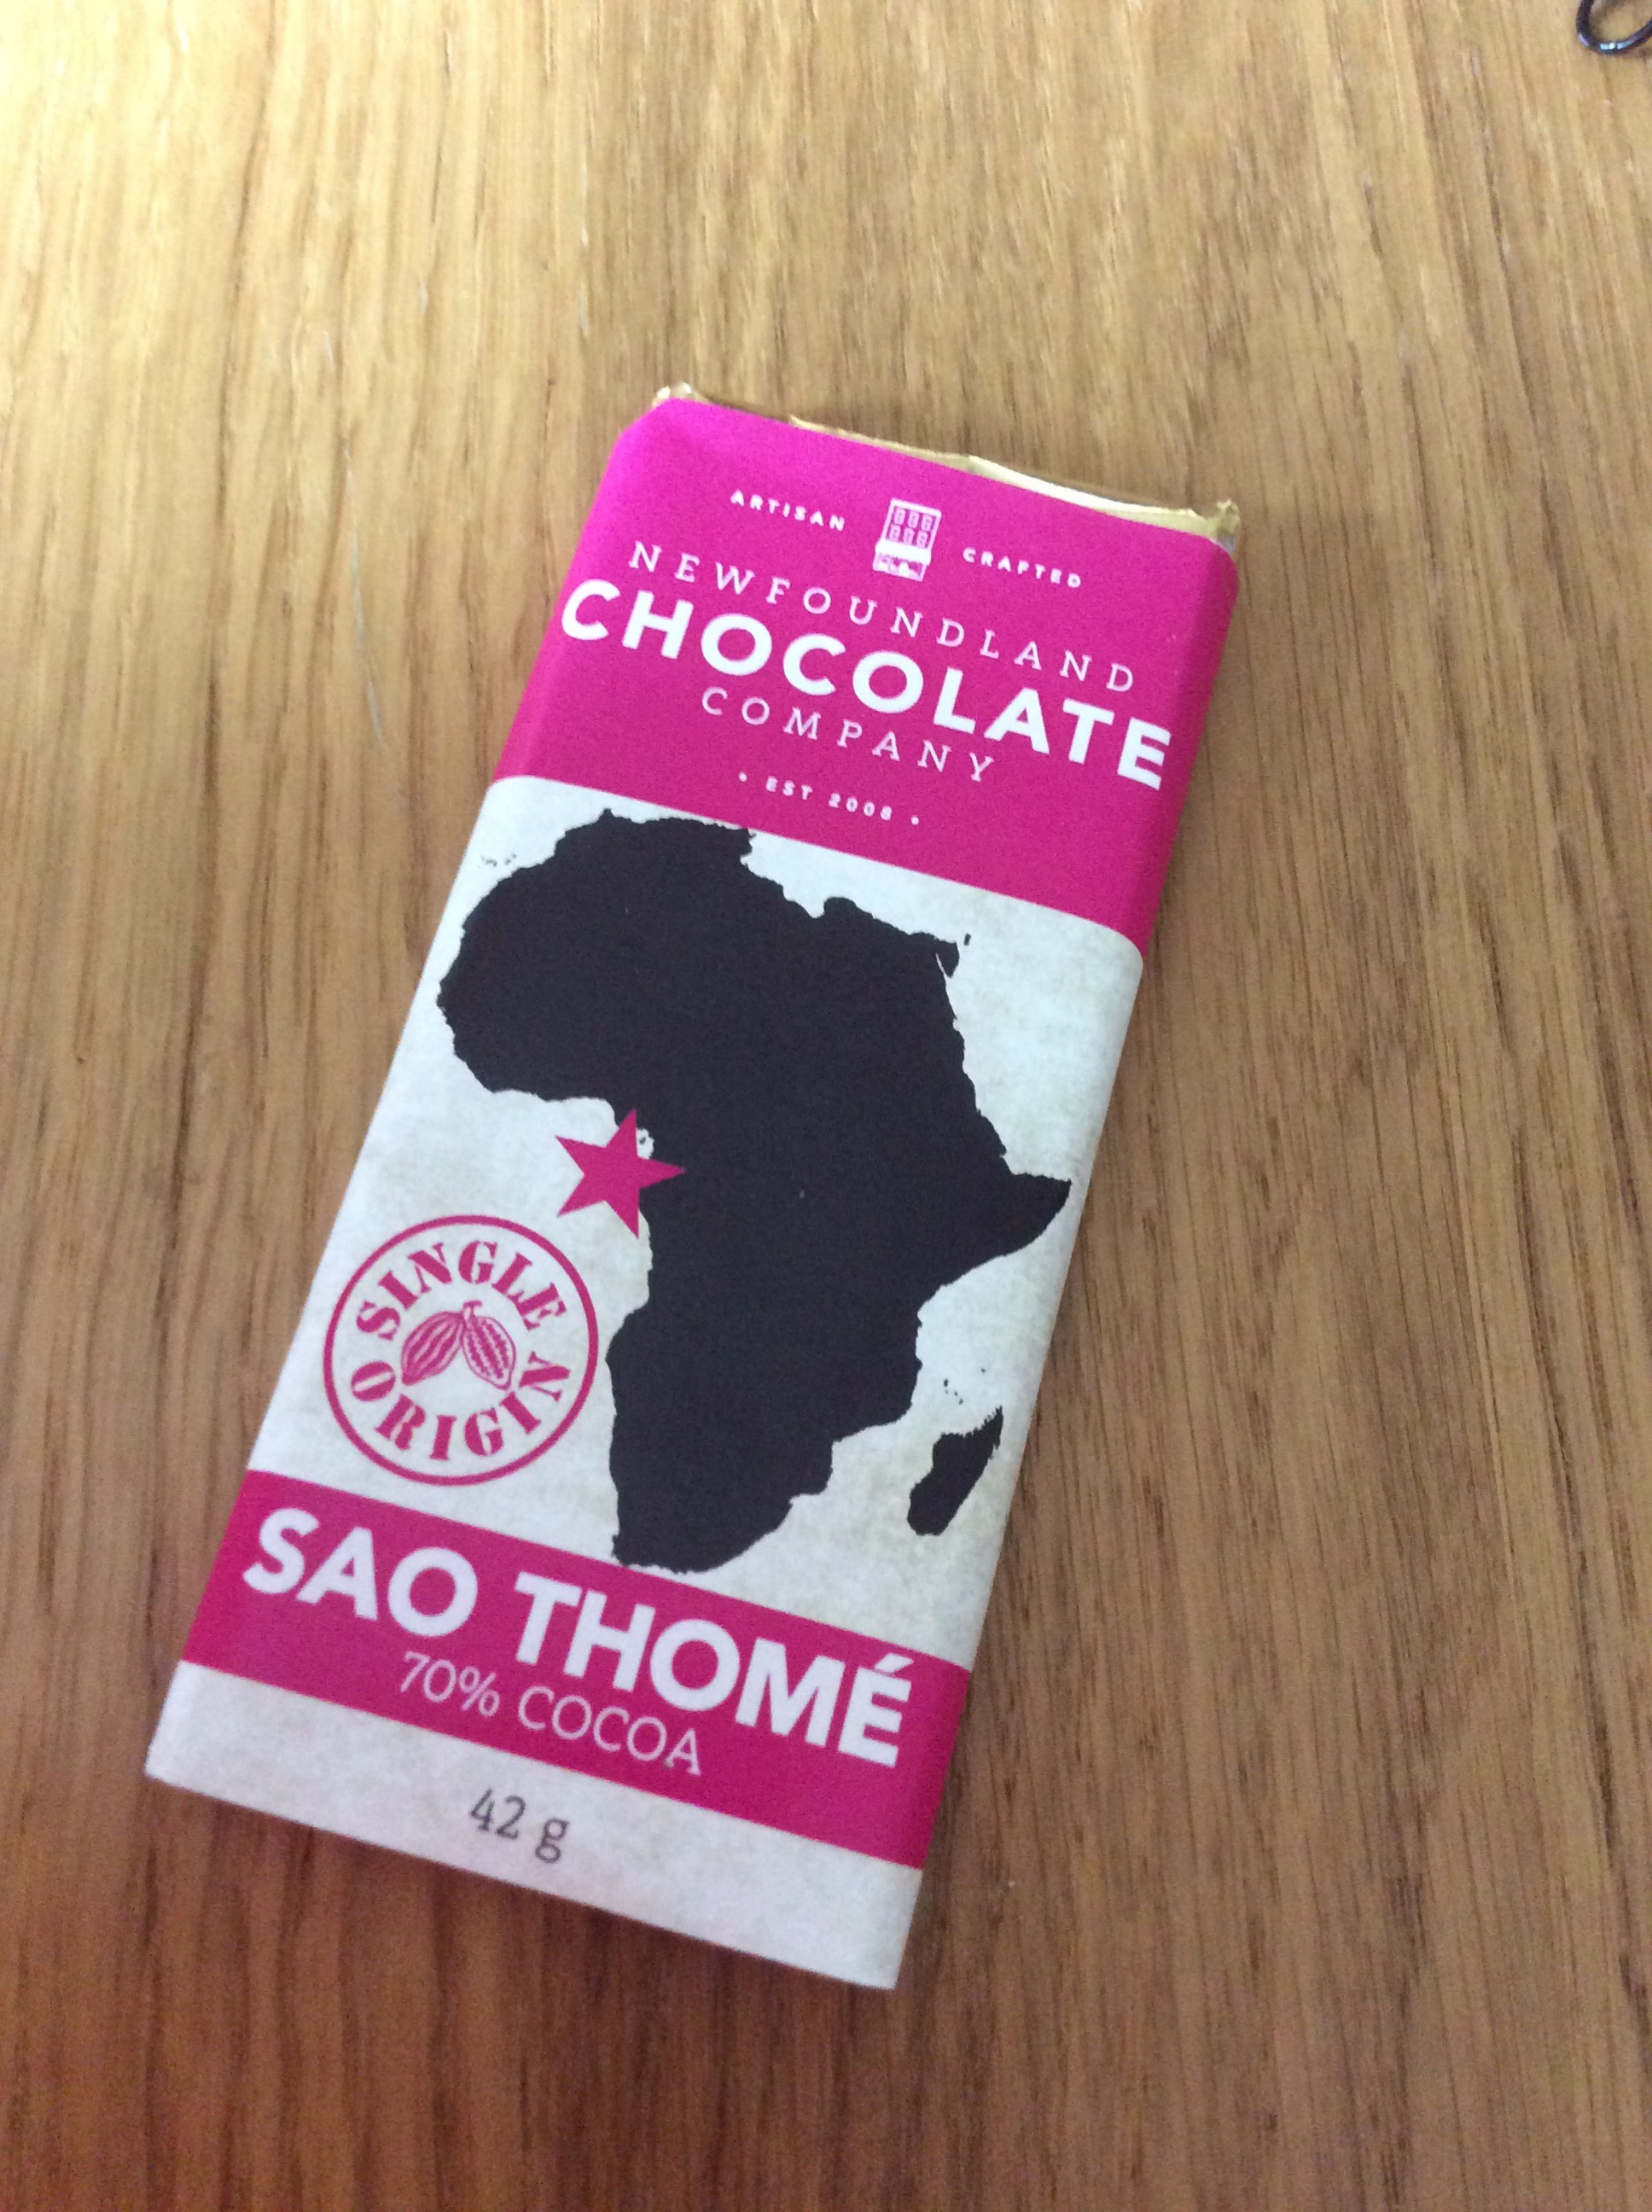 ARTISAN CRAFTED
NEWFOUNDLAND
CHOCOLATE
COMPANY
• EST 2008 •
SINGLE
ORIGIN
SAO THOMÉ
70% COCOA
42 g